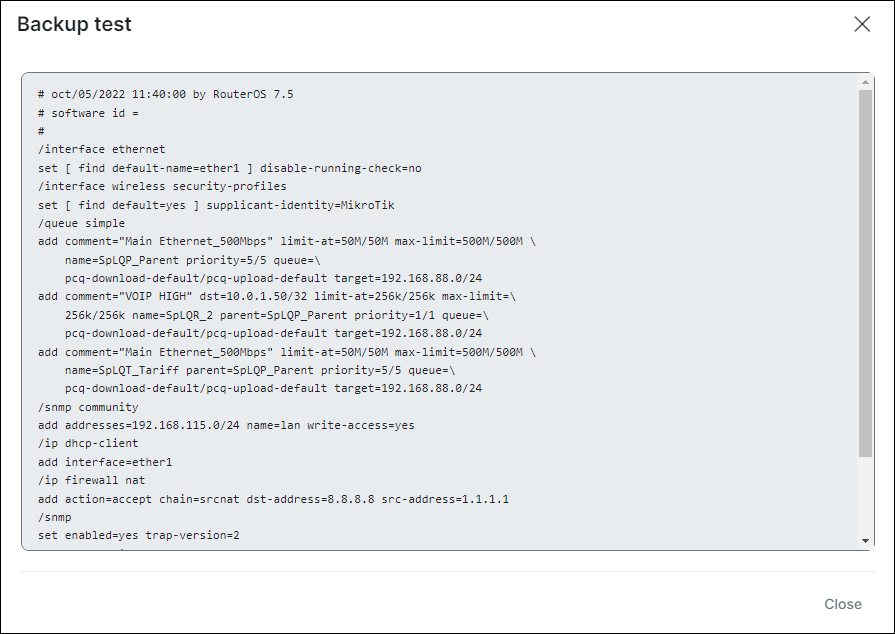 Backup test
# oct/05/2022 11:40:00 by RouterOS 7.5
# software id =
#
/interface ethernet
set [ find default-name=ether1 ] disable-running-check=no
/interface wireless security-profiles
set [ find default=yes ] supplicant-identity=MikroTik
/queue simple
add comment="Main Ethernet_500Mbps" limit-at=50M/50M max-limit=500M/500M \
    name=SpLQP_Parent priority=5/5 queue=\
    pcq-download-default/pcq-upload-default target=192.168.88.0/24
add comment="VOIP HIGH" dst=10.0.1.50/32 limit-at=256k/256k max-limit=\
    256k/256k name=SpLQR_2 parent=SpLQP_Parent priority=1/1 queue=\
    pcq-download-default/pcq-upload-default target=192.168.88.0/24
add comment="Main Ethernet_500Mbps" limit-at=50M/50M max-limit=500M/500M \
    name=SpLQT_Tariff parent=SpLQP_Parent priority=5/5 queue=\
    pcq-download-default/pcq-upload-default target=192.168.88.0/24
/snmp community
add addresses=192.168.115.0/24 name=lan write-access=yes
/ip dhcp-client
add interface=ether1
/ip firewall nat
add action=accept chain=srcnat dst-address=8.8.8.8 src-address=1.1.1.1
/snmp
set enabled=yes trap-version=2
Close